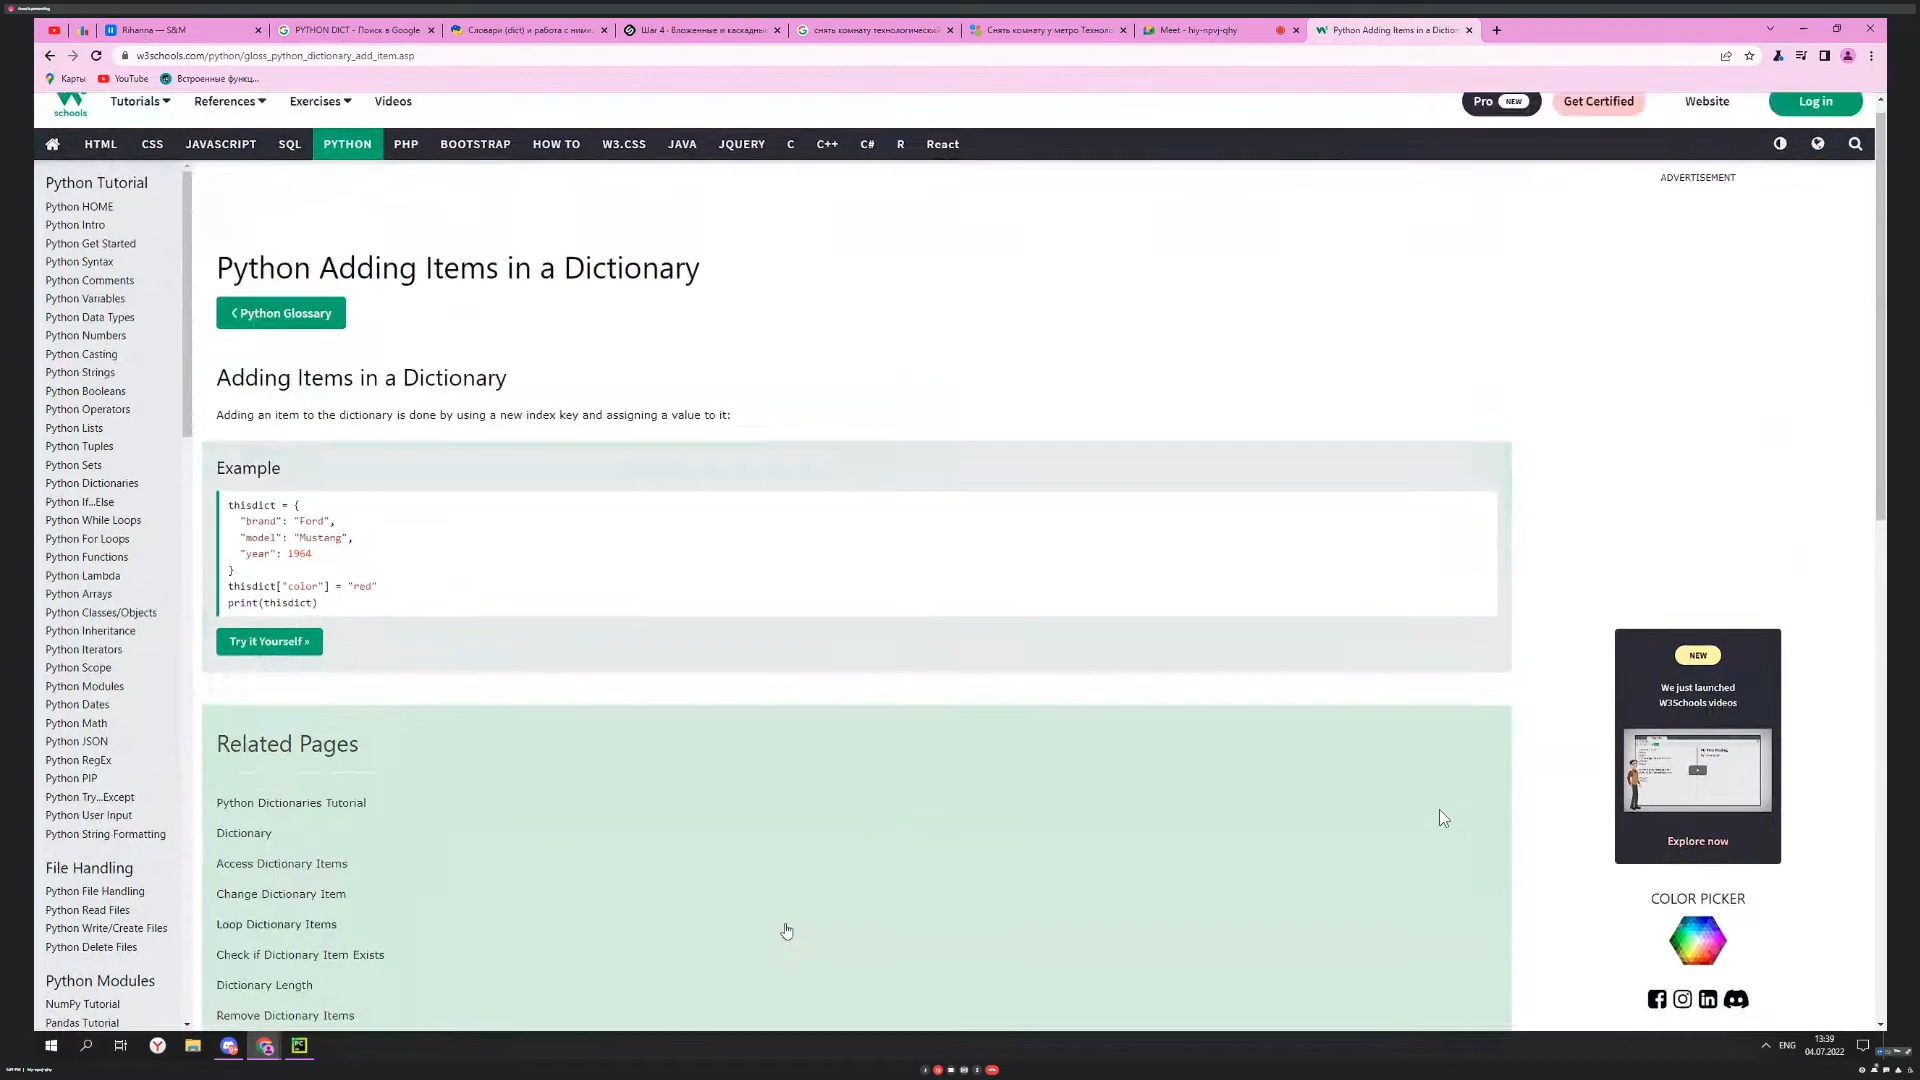 Rihanna — S&M
PYTHON DICT - Поиск в Google
Словари (dict) и работа с ними.
Шаг 4 · Вложенные и каскадные
снять комнату технологический
Снять комнату у метро Техноло
Meet - hiy-npvj-qhy
Python Adding Items in a Diction
w3schools.com/python/gloss_python_dictionary_add_item.asp
Карты
YouTube
Встроенные функц...
schools
Tutorials
References
Exercises
Videos
Pro NEW
Get Certified
Website
Log in
HTML
CSS
JAVASCRIPT
SQL
PYTHON
PHP
BOOTSTRAP
HOW TO
W3.CSS
JAVA
JQUERY
C
C++
C#
R
React
Python Tutorial
Python HOME
Python Intro
Python Get Started
Python Syntax
Python Comments
Python Variables
Python Data Types
Python Numbers
Python Casting
Python Strings
Python Booleans
Python Operators
Python Lists
Python Tuples
Python Sets
Python Dictionaries
Python If...Else
Python While Loops
Python For Loops
Python Functions
Python Lambda
Python Arrays
Python Classes/Objects
Python Inheritance
Python Iterators
Python Scope
Python Modules
Python Dates
Python Math
Python JSON
Python RegEx
Python PIP
Python Try...Except
Python User Input
Python String Formatting
File Handling
Python File Handling
Python Read Files
Python Write/Create Files
Python Delete Files
Python Modules
NumPy Tutorial
Pandas Tutorial
Python Adding Items in a Dictionary
❮ Python Glossary
Adding Items in a Dictionary
Adding an item to the dictionary is done by using a new index key and assigning a value to it:
Example
thisdict = {
"brand": "Ford",
"model": "Mustang",
"year": 1964
}
thisdict["color"] = "red"
print(thisdict)
Try it Yourself »
Related Pages
Python Dictionaries Tutorial
Dictionary
Access Dictionary Items
Change Dictionary Item
Loop Dictionary Items
Check if Dictionary Item Exists
Dictionary Length
Remove Dictionary Items
ADVERTISEMENT
NEW
We just launched
W3Schools videos
Explore now
COLOR PICKER
ENG
13:39
04.07.2022